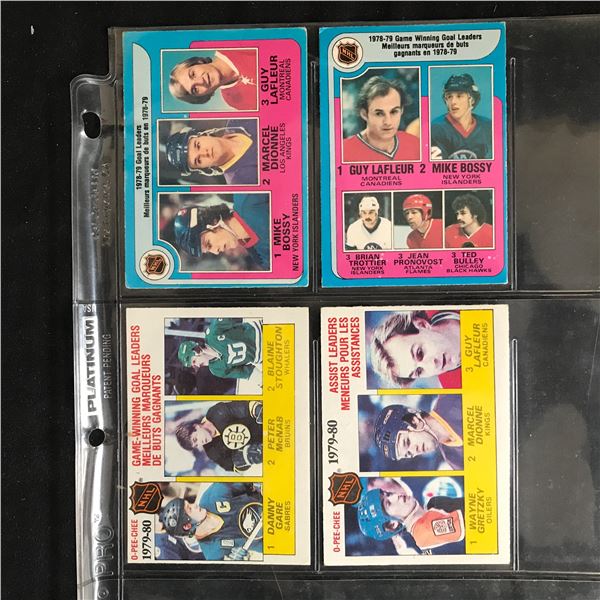 1978-79 Goal Leaders
Meilleurs marqueurs de buts en 1978-79
NHL
1 MIKE
BOSSY
NEW YORK ISLANDERS
2 MARCEL
DIONNE
LOS ANGELES
KINGS
3 GUY
LAFLEUR
MONTREAL
CANADIENS
NHL
1978-79 Game Winning Goal Leaders
Meilleurs marqueurs de buts
gagnants en 1978-79
1 GUY LAFLEUR
MONTREAL
CANADIENS
2 MIKE BOSSY
NEW YORK
ISLANDERS
3 BRIAN
TROTTIER
NEW YORK
ISLANDERS
3 JEAN
PRONOVOST
ATLANTA
FLAMES
3 TED
BULLEY
CHICAGO
BLACK HAWKS
O-PEE-CHEE
1979-80
NHL
GAME-WINNING GOAL LEADERS
MEILLEURS MARQUEURS
DE BUTS GAGNANTS
1 DANNY
GARE
SABRES
2 PETER
McNAB
BRUINS
2 BLAINE
STOUGHTON
WHALERS
O-PEE-CHEE
1979-80
NHL
ASSIST LEADERS
MENEURS POUR LES
ASSISTANCES
1 WAYNE
GRETZKY
OILERS
2 MARCEL
DIONNE
KINGS
3 GUY
LAFLEUR
CANADIENS
PRO
PLATINUM
PATENT PENDING